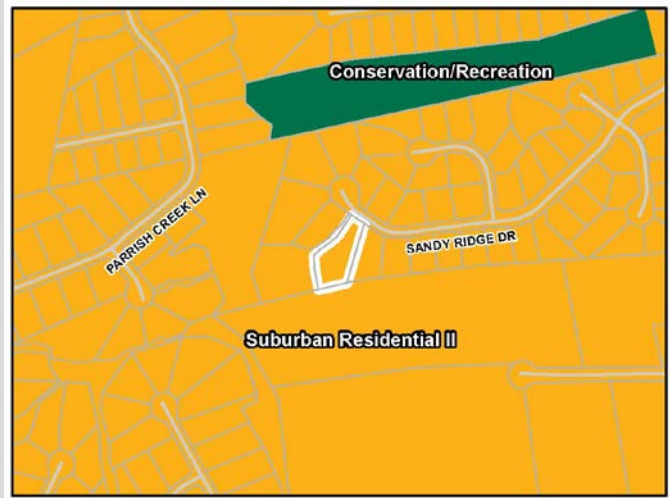 Conservation/Recreation
PARRISH CREEK LN
SANDY RIDGE DR
Suburban Residential II